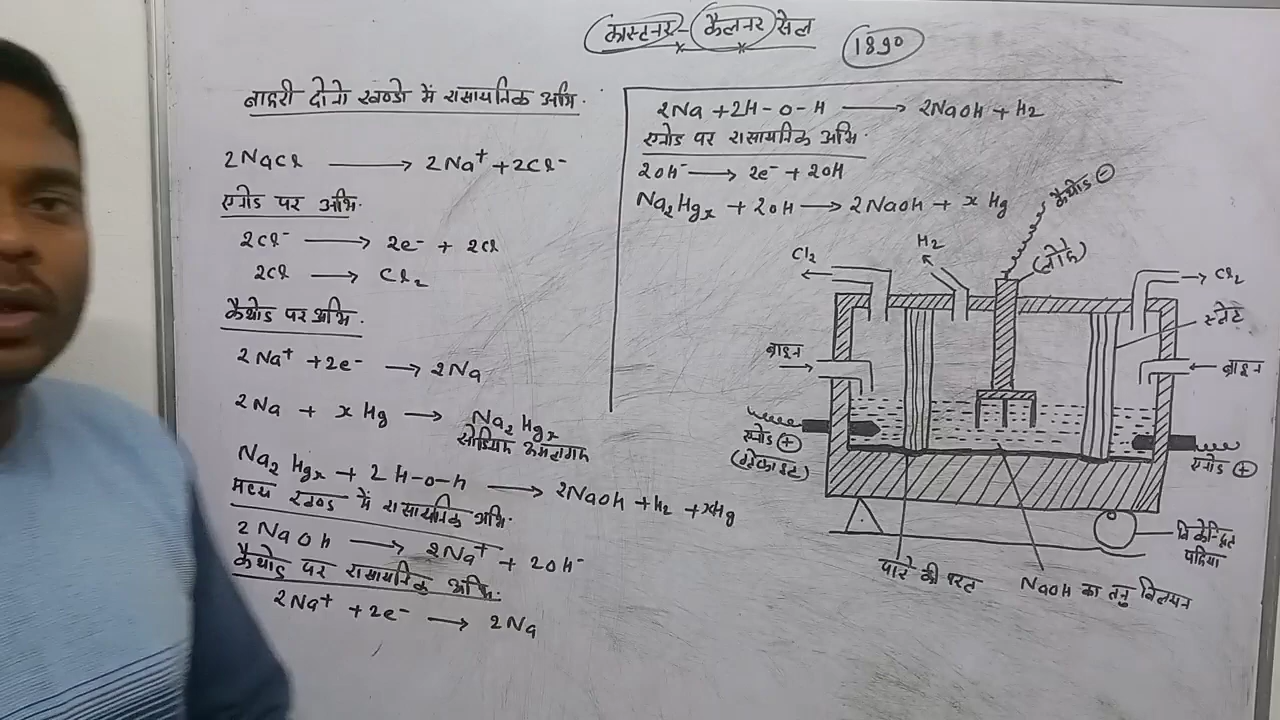 कास्टनर - कैलनर सेल
1890
बाहरी दोनो खण्डो में रासायनिक अभि.
2NaCl ⟶ 2Na⁺ + 2Cl⁻
एनोड पर अभि.
2Cl⁻ ⟶ 2e⁻ + 2Cl
2Cl ⟶ Cl₂
कैथोड पर अभि.
2Na⁺ + 2e⁻ ⟶ 2Na
2Na + xHg ⟶ Na₂Hgₓ
सोडियम अमलगम
Na₂Hgₓ + 2H-O-H ⟶ 2NaOH + H₂ + xHg
मध्य खण्ड में रासायनिक अभि.
2NaOH ⟶ 2Na⁺ + 2OH⁻
कैथोड पर रासायनिक अभि.
2Na⁺ + 2e⁻ ⟶ 2Na
2Na + 2H-O-H ⟶ 2NaOH + H₂
एनोड पर रासायनिक अभि.
2OH⁻ ⟶ 2e⁻ + 2OH
Na₂Hgₓ + 2OH ⟶ 2NaOH + xHg
कैथोड ⊖
Cl₂
H₂
Cl₂
स्लेट
ब्राइन
ब्राइन
एनोड ⊕
एनोड ⊕
पारे की परत
NaOH का तनु विलयन
पहिया